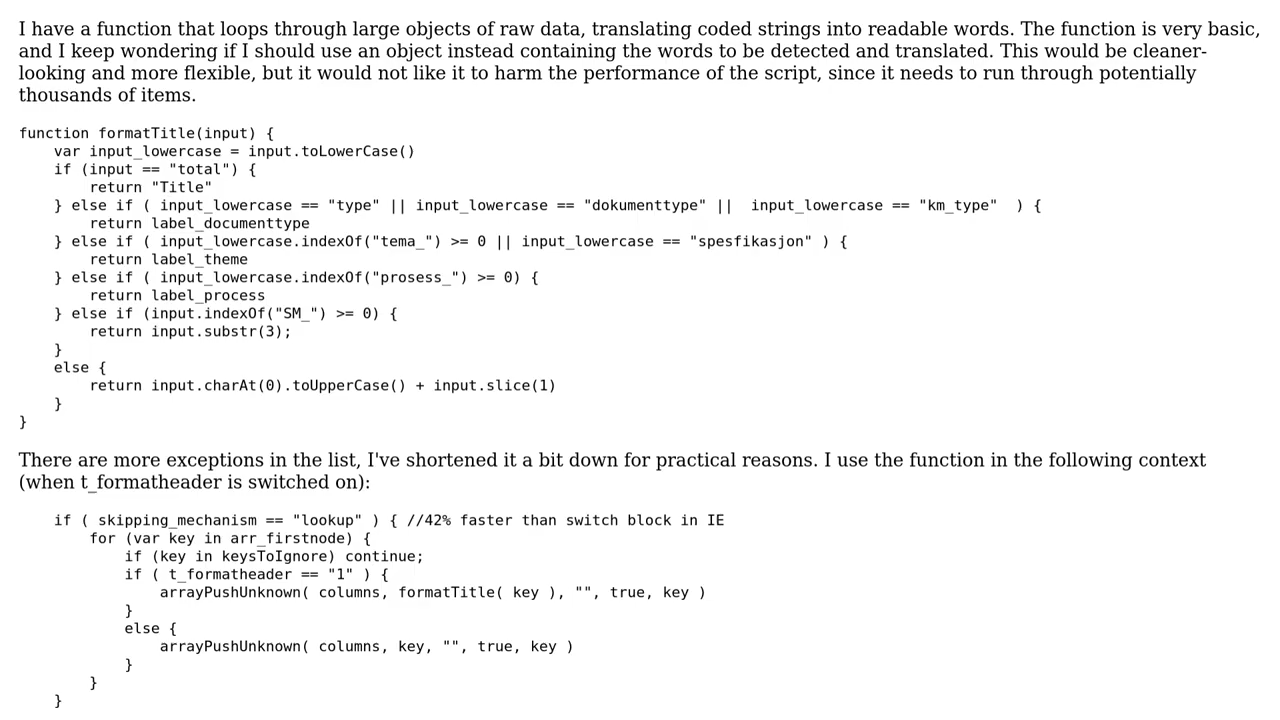 I have a function that loops through large objects of raw data, translating coded strings into readable words. The function is very basic,
and I keep wondering if I should use an object instead containing the words to be detected and translated. This would be cleaner-
looking and more flexible, but it would not like it to harm the performance of the script, since it needs to run through potentially
thousands of items.
function formatTitle(input) {
    var input_lowercase = input.toLowerCase()
    if (input == "total") {
        return "Title"
    } else if ( input_lowercase == "type" || input_lowercase == "dokumenttype" ||  input_lowercase == "km_type"  ) {
        return label_documenttype
    } else if ( input_lowercase.indexOf("tema_") >= 0 || input_lowercase == "spesfikasjon" ) {
        return label_theme
    } else if ( input_lowercase.indexOf("prosess_") >= 0) {
        return label_process
    } else if (input.indexOf("SM_") >= 0) {
        return input.substr(3);
    }
    else {
        return input.charAt(0).toUpperCase() + input.slice(1)
    }
}
There are more exceptions in the list, I've shortened it a bit down for practical reasons. I use the function in the following context
(when t_formatheader is switched on):
    if ( skipping_mechanism == "lookup" ) { //42% faster than switch block in IE
        for (var key in arr_firstnode) {
            if (key in keysToIgnore) continue;
            if ( t_formatheader == "1" ) {
                arrayPushUnknown( columns, formatTitle( key ), "", true, key )
            }
            else {
                arrayPushUnknown( columns, key, "", true, key )
            }
        }
    }